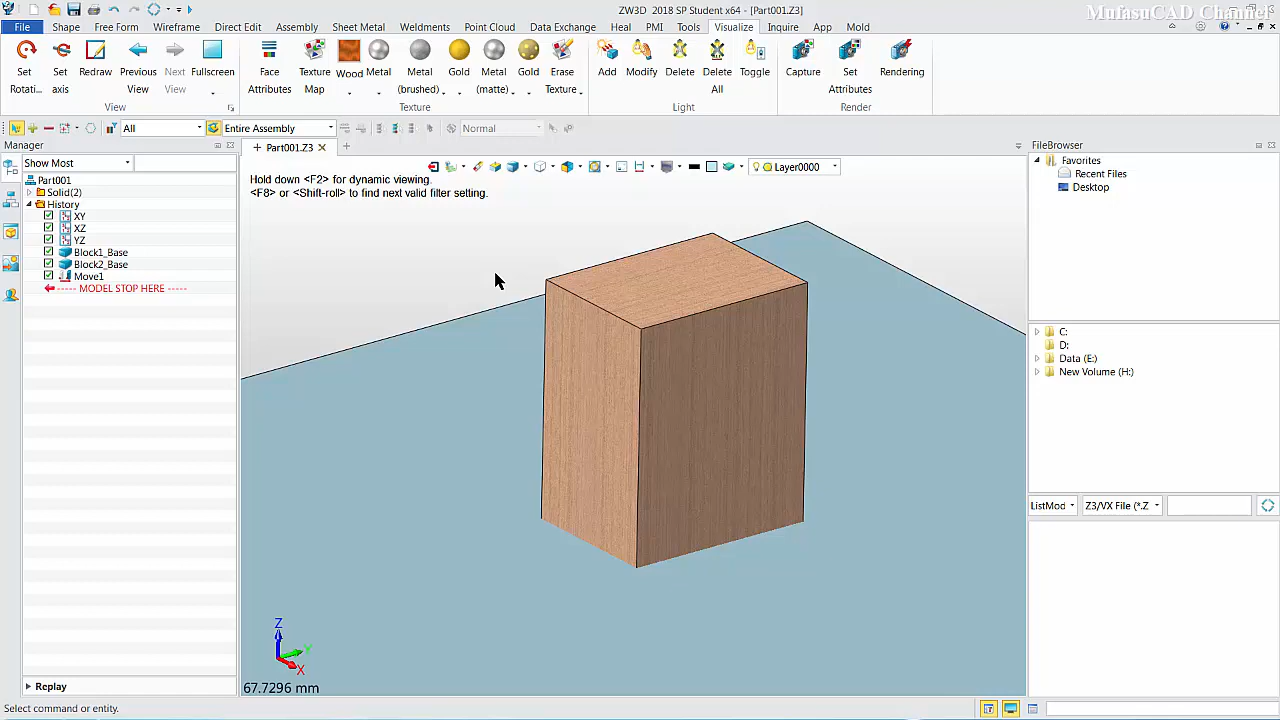 ZW3D 2018 SP Student x64 - [Part001.Z3]
MufasuCAD Channel
File Shape Free Form Wireframe Direct Edit Assembly Sheet Metal Weldments Point Cloud Data Exchange Heal PMI Tools Visualize Inquire App Mold
Set Rotati... Set axis Redraw Previous View Next View Fullscreen
Face Attributes Texture Map Wood Metal Metal (brushed) Gold Metal (matte) Gold Erase Texture
Add Modify Delete Delete All Toggle
Capture Set Attributes Rendering
View Texture Light Render
All Entire Assembly Normal
Manager
Show Most
Part001
Solid(2)
History
XY
XZ
YZ
Block1_Base
Block2_Base
Move1
----- MODEL STOP HERE -----
Replay
Part001.Z3
Layer0000
Hold down <F2> for dynamic viewing.
<F8> or <Shift-roll> to find next valid filter setting.
Z
Y
X
67.7296 mm
FileBrowser
Favorites
Recent Files
Desktop
C:
D:
Data (E:)
New Volume (H:)
ListMod Z3/VX File (*.Z
Select command or entity.